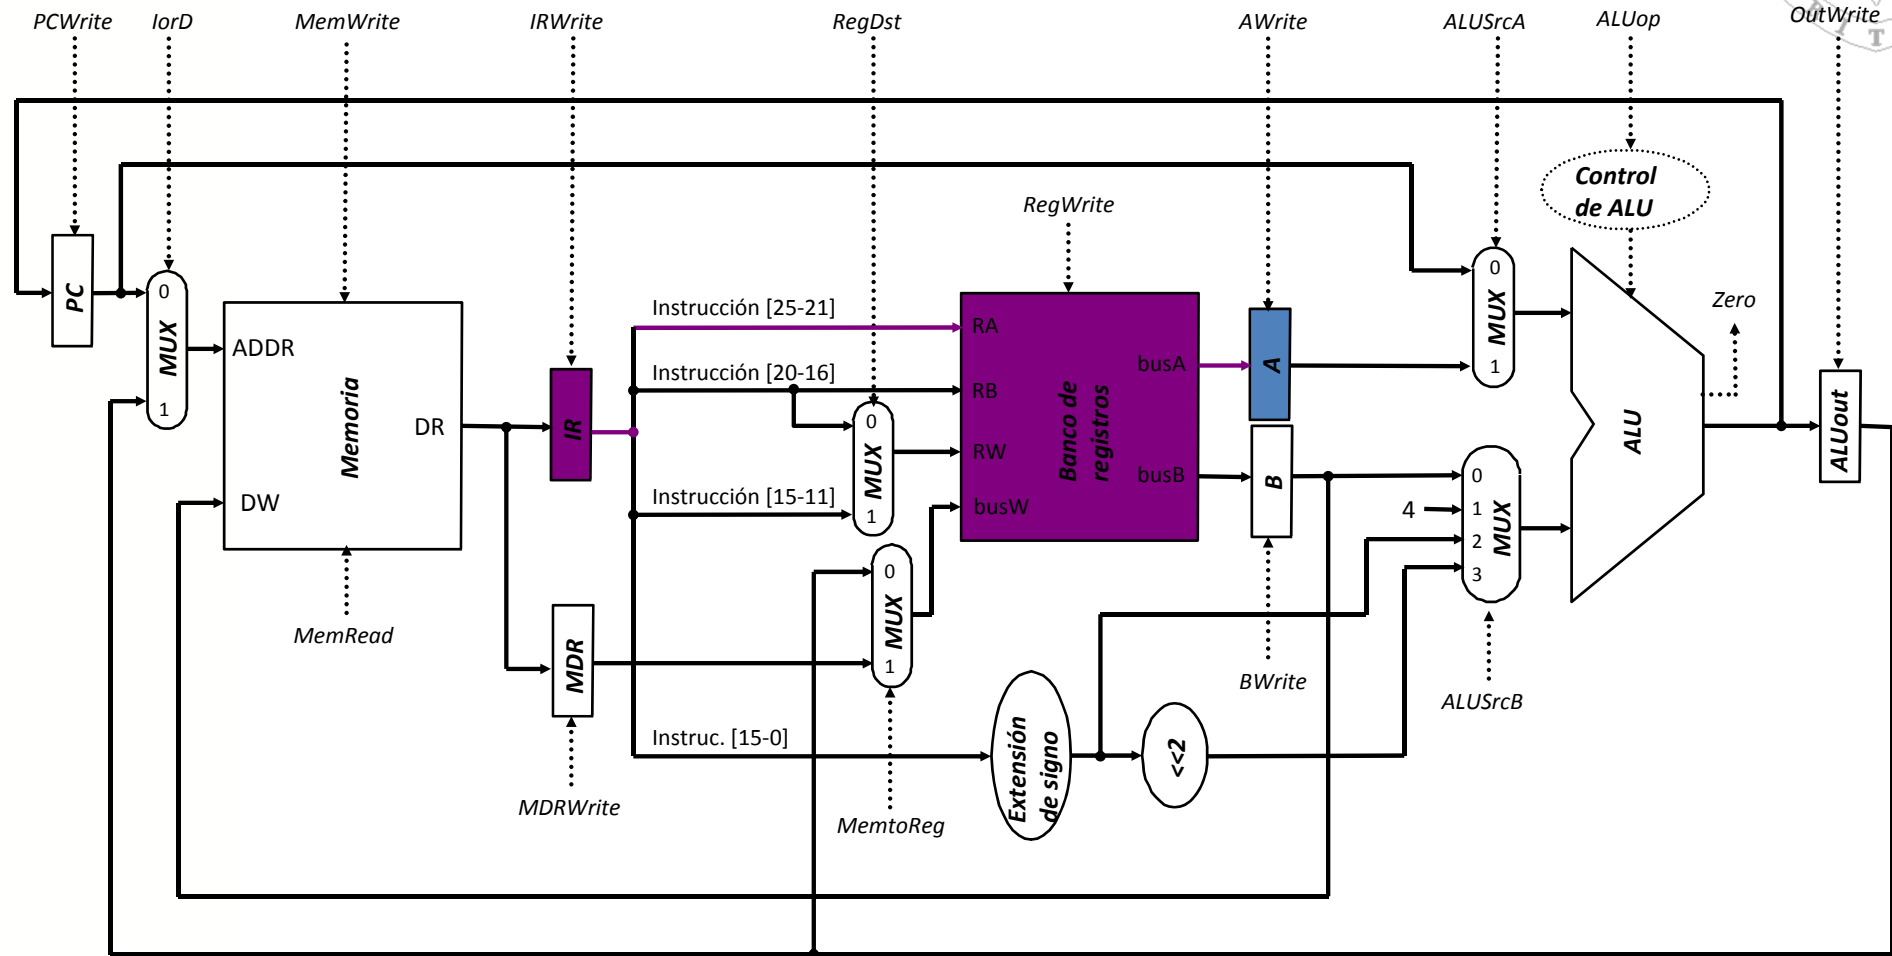 PCWrite
IorD
MemWrite
IRWrite
RegDst
AWrite
ALUSrcA
ALUop
OutWrite
I T
Control
de ALU
RegWrite
PC
0
MUX
1
ADDR
Memoria
DR
DW
MemRead
IR
Instrucción [25-21]
Instrucción [20-16]
Instrucción [15-11]
Instruc. [15-0]
0
MUX
1
RA
RB
RW
busW
Banco de
registros
busA
busB
A
B
0
MUX
1
0
4
1
2
3
MUX
ALU
Zero
ALUout
MDR
MDRWrite
0
MUX
1
MemtoReg
Extensión
de signo
<<2
BWrite
ALUSrcB